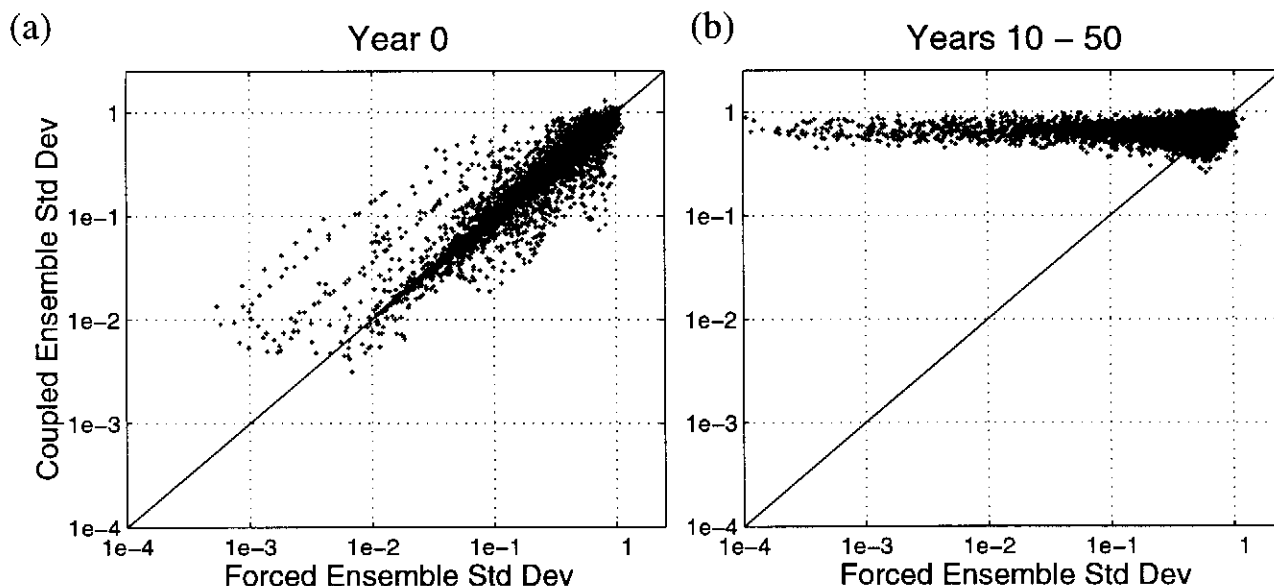 (a)
Year 0
Coupled Ensemble Std Dev
1
1e−1
1e−2
1e−3
1e−4
1e−4 1e−3 1e−2 1e−1 1
Forced Ensemble Std Dev
(b)
Years 10 − 50
1
1e−1
1e−2
1e−3
1e−4
1e−4 1e−3 1e−2 1e−1 1
Forced Ensemble Std Dev